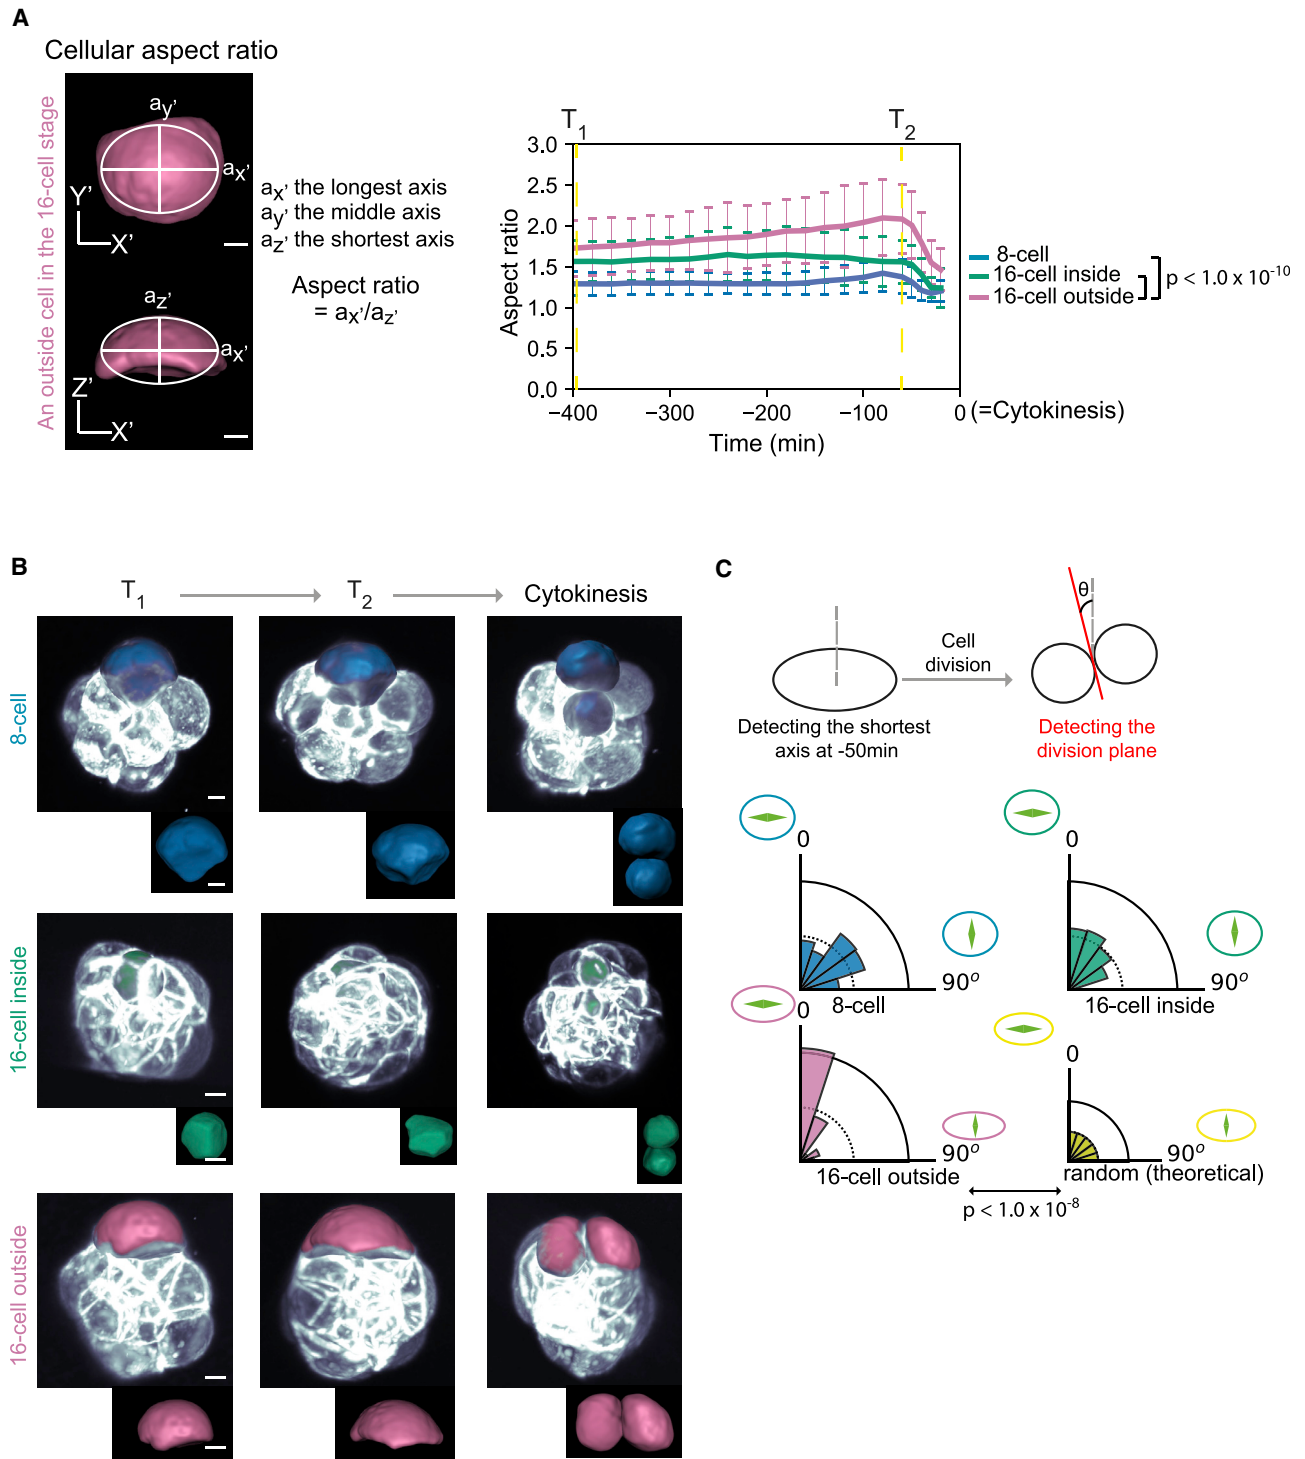 A
Cellular aspect ratio
An outside cell in the 16-cell stage
ay'
ax'
Y'
X'
az'
ax'
Z'
X'
ax' the longest axis
ay' the middle axis
az' the shortest axis
Aspect ratio
= ax'/az'
T1
T2
Aspect ratio
3.0
2.5
2.0
1.5
1.0
0.5
0.0
−400
−300
−200
−100
0
(=Cytokinesis)
Time (min)
8-cell
16-cell inside
16-cell outside
p < 1.0 x 10-10
B
T1
T2
Cytokinesis
8-cell
16-cell inside
16-cell outside
C
θ
Cell
division
Detecting the shortest
axis at -50min
Detecting the
division plane
0
90o
8-cell
0
90o
16-cell inside
0
90o
16-cell outside
0
90o
random (theoretical)
p < 1.0 x 10-8